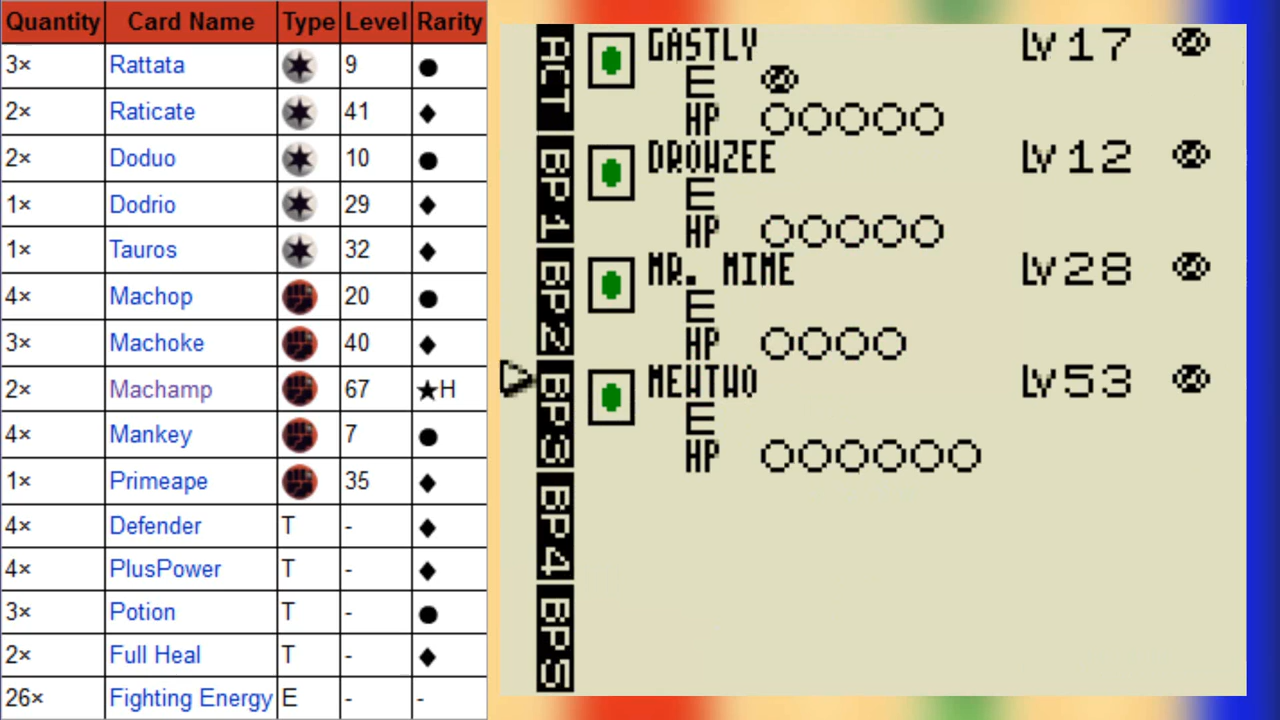 Quantity Card Name Type Level Rarity
3× Rattata 9 ●
2× Raticate 41 ♦
2× Doduo 10 ●
1× Dodrio 29 ♦
1× Tauros 32 ♦
4× Machop 20 ●
3× Machoke 40 ♦
2× Machamp 67 ★H
4× Mankey 7 ●
1× Primeape 35 ♦
4× Defender T - ♦
4× PlusPower T - ♦
3× Potion T - ●
2× Full Heal T - ♦
26× Fighting Energy E - -
ACT GASTLY Lv17
E
HP
BP1 DROWZEE Lv12
E
HP
BP2 MR. MIME Lv28
E
HP
BP3 MEWTWO Lv53
E
HP
BP4
BP5